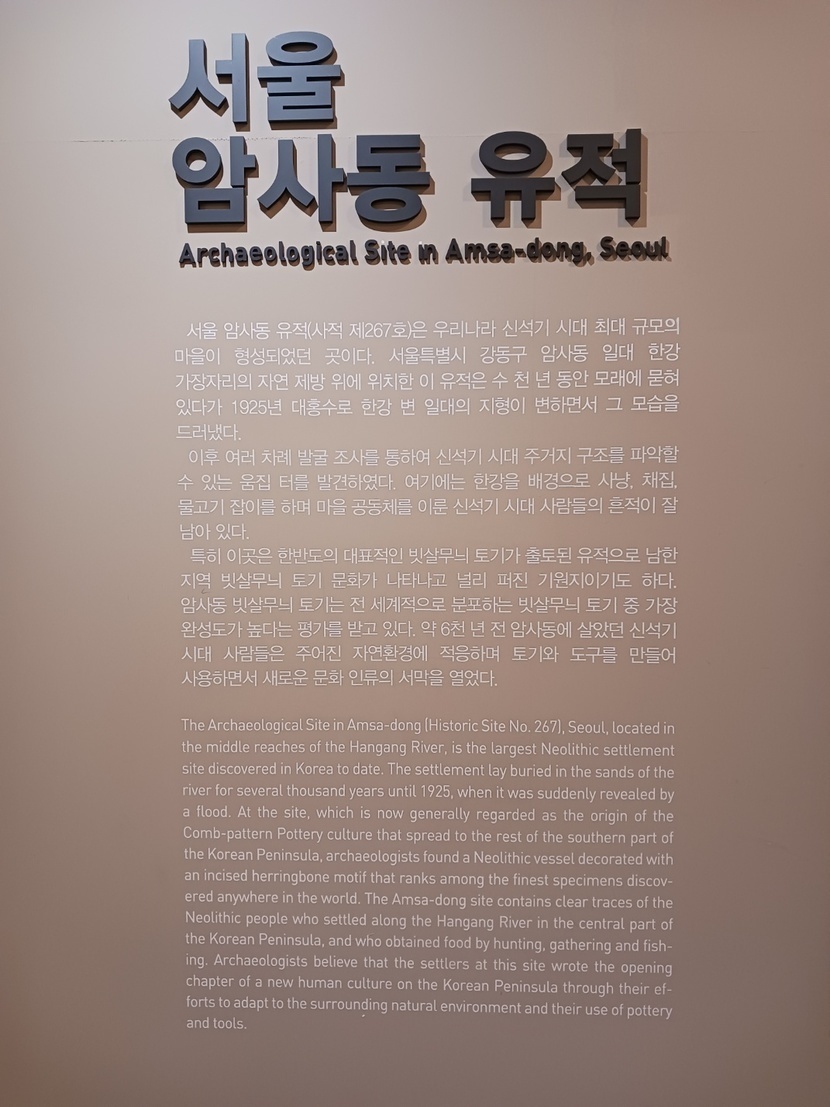 서울
암사동 유적
Archaeological Site in Amsa-dong, Seoul
서울 암사동 유적(사적 제267호)은 우리나라 신석기 시대 최대 규모의
마을이 형성되었던 곳이다. 서울특별시 강동구 암사동 일대 한강
가장자리의 자연 제방 위에 위치한 이 유적은 수 천 년 동안 모래에 묻혀
있다가 1925년 대홍수로 한강 변 일대의 지형이 변하면서 그 모습을
드러냈다.
이후 여러 차례 발굴 조사를 통하여 신석기 시대 주거지 구조를 파악할
수 있는 움집 터를 발견하였다. 여기에는 한강을 배경으로 사냥, 채집,
물고기 잡이를 하며 마을 공동체를 이룬 신석기 시대 사람들의 흔적이 잘
남아 있다.
특히 이곳은 한반도의 대표적인 빗살무늬 토기가 출토된 유적으로 남한
지역 빗살무늬 토기 문화가 나타나고 널리 퍼진 기원지이기도 하다.
암사동 빗살무늬 토기는 전 세계적으로 분포하는 빗살무늬 토기 중 가장
완성도가 높다는 평가를 받고 있다. 약 6천 년 전 암사동에 살았던 신석기
시대 사람들은 주어진 자연환경에 적응하며 토기와 도구를 만들어
사용하면서 새로운 문화 인류의 서막을 열었다.
The Archaeological Site in Amsa-dong (Historic Site No. 267), Seoul, located in
the middle reaches of the Hangang River, is the largest Neolithic settlement
site discovered in Korea to date. The settlement lay buried in the sands of the
river for several thousand years until 1925, when it was suddenly revealed by
a flood. At the site, which is now generally regarded as the origin of the
Comb-pattern Pottery culture that spread to the rest of the southern part of
the Korean Peninsula, archaeologists found a Neolithic vessel decorated with
an incised herringbone motif that ranks among the finest specimens discov-
ered anywhere in the world. The Amsa-dong site contains clear traces of the
Neolithic people who settled along the Hangang River in the central part of
the Korean Peninsula, and who obtained food by hunting, gathering and fish-
ing. Archaeologists believe that the settlers at this site wrote the opening
chapter of a new human culture on the Korean Peninsula through their ef-
forts to adapt to the surrounding natural environment and their use of pottery
and tools.